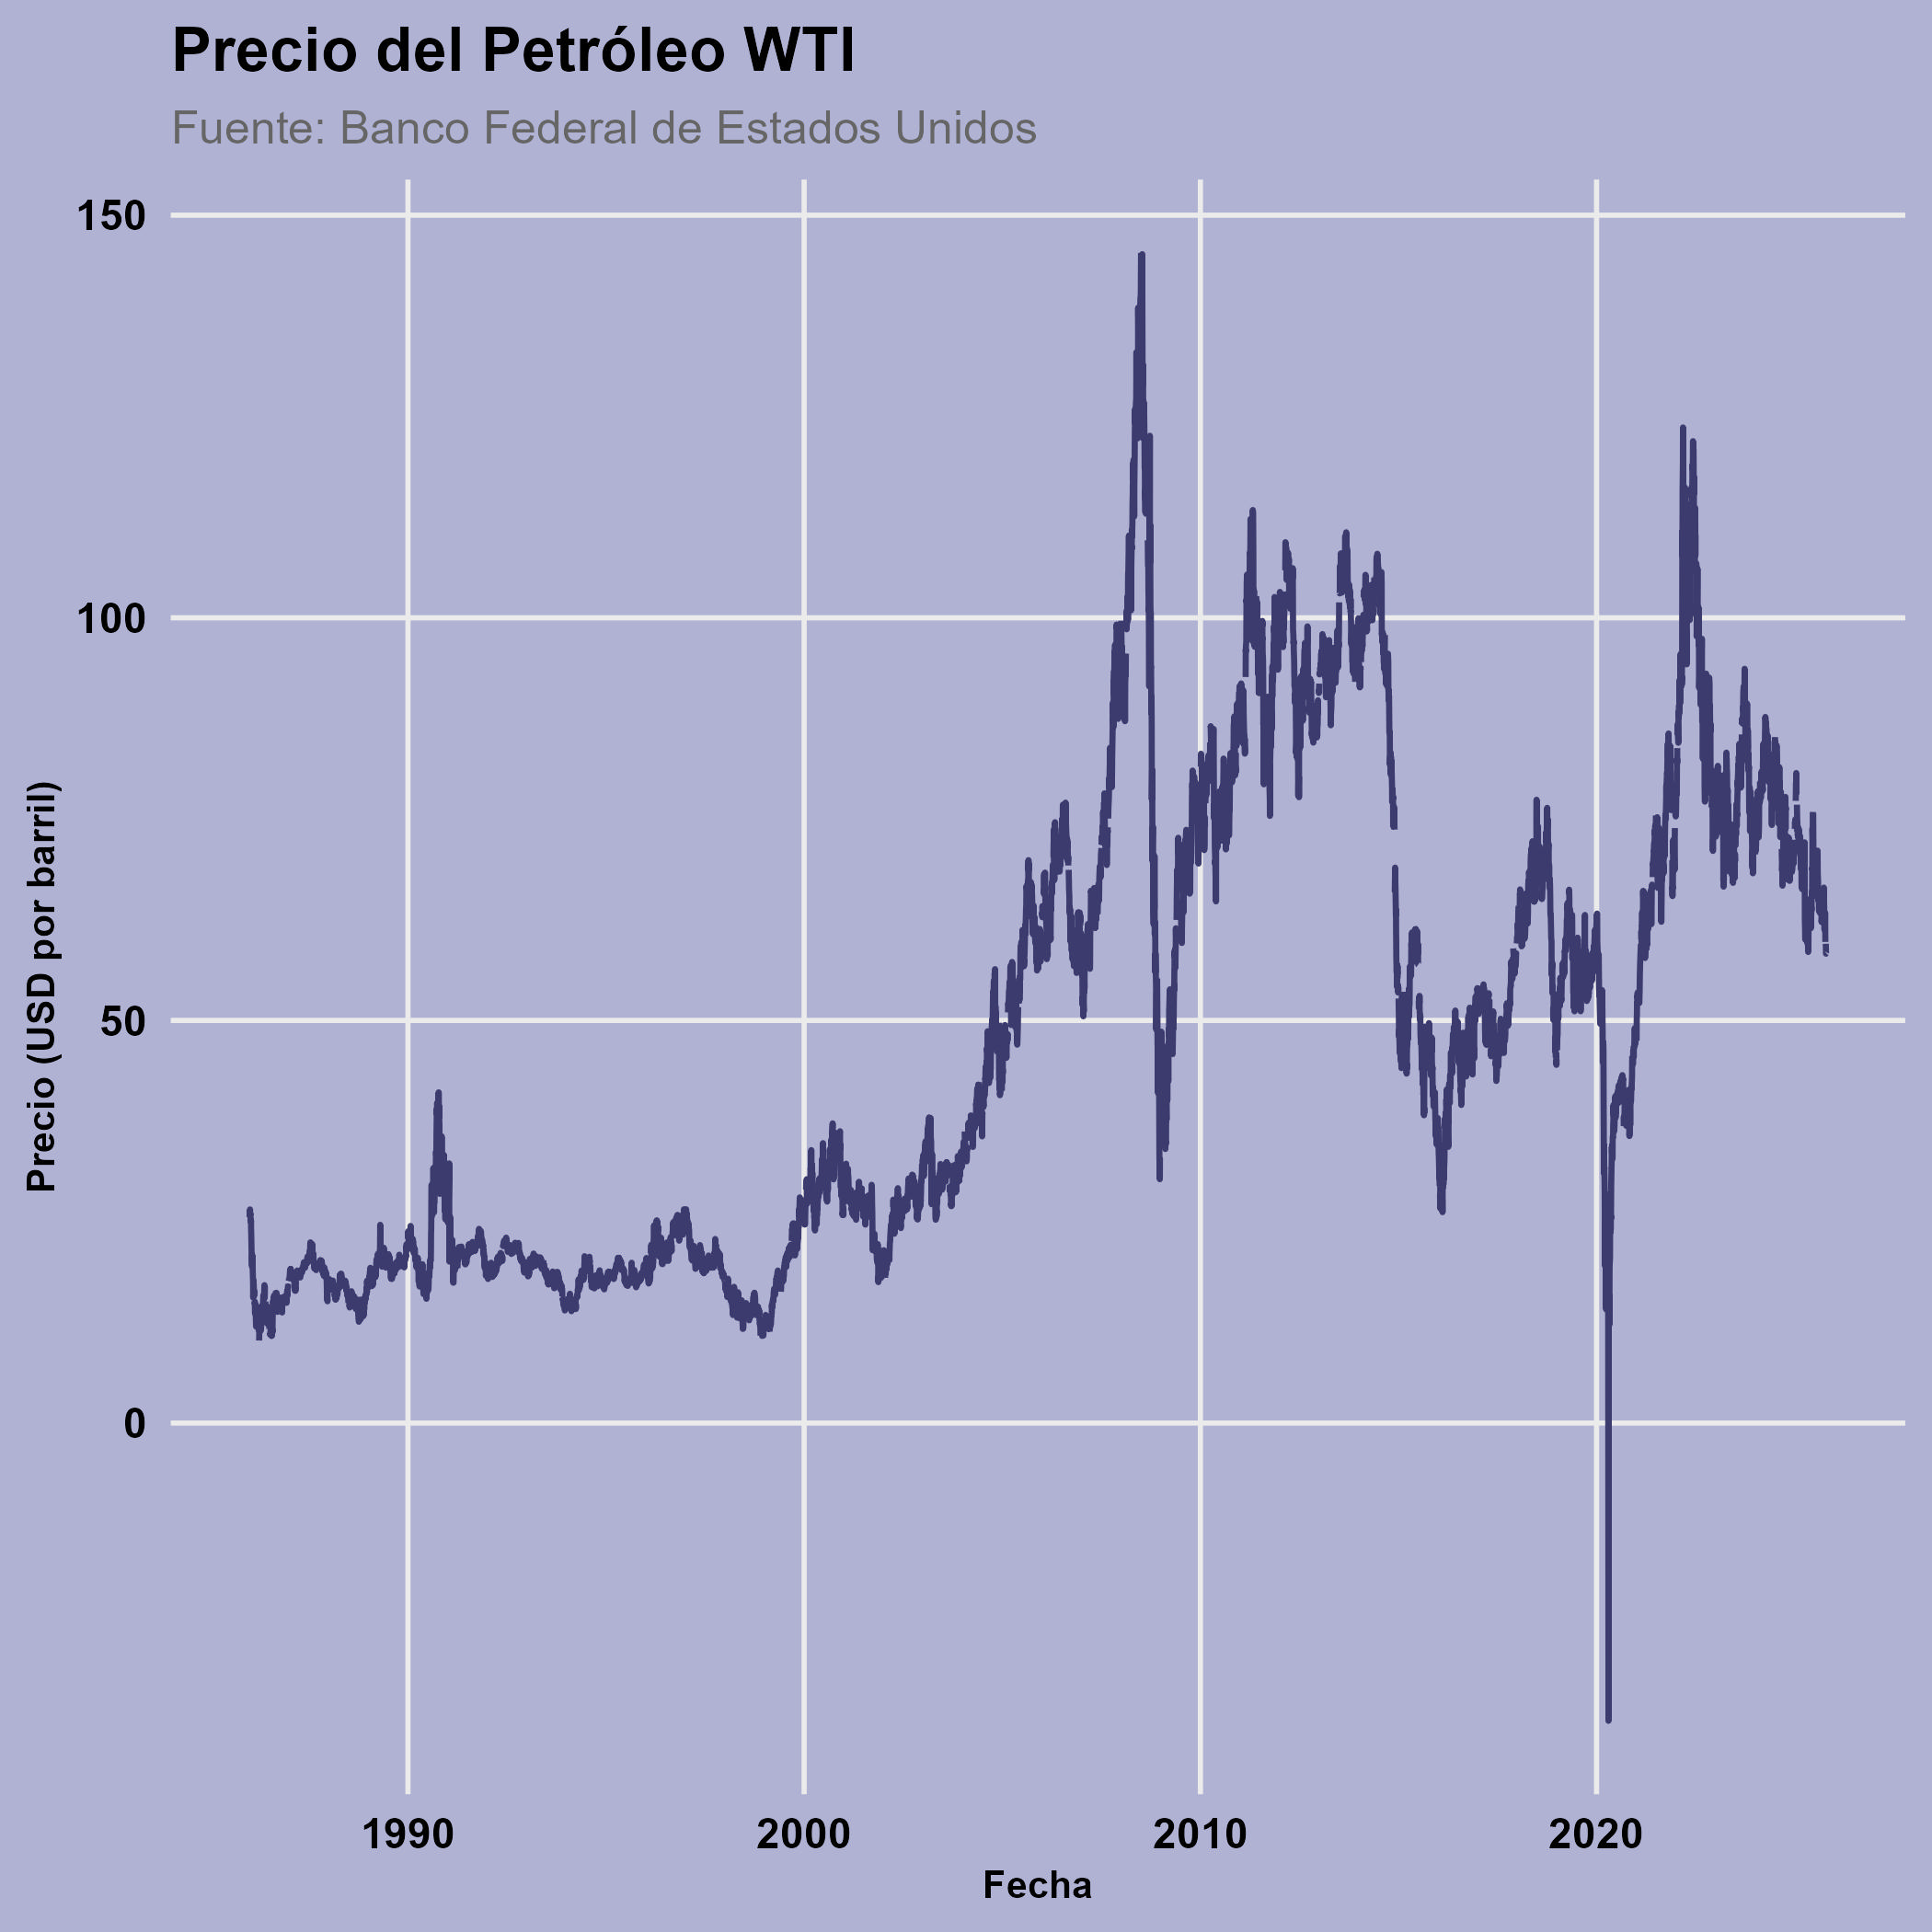 Precio del Petróleo WTI
Fuente: Banco Federal de Estados Unidos
Precio (USD por barril)
150
100
50
0
1990
2000
2010
2020
Fecha